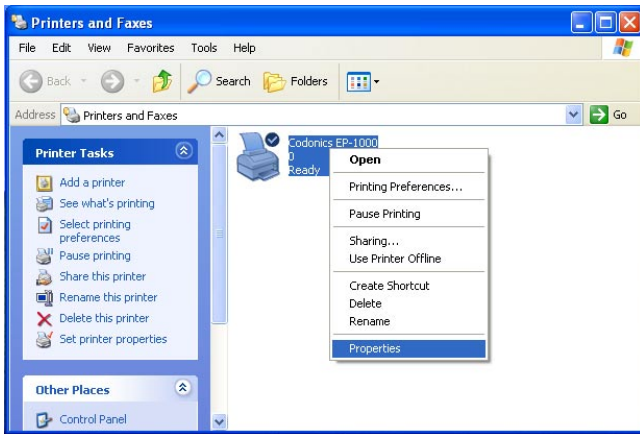 Printers and Faxes
File Edit View Favorites Tools Help
Back Search Folders
Address Printers and Faxes Go
Printer Tasks
Add a printer
See what's printing
Select printing
preferences
Pause printing
Share this printer
Rename this printer
Delete this printer
Set printer properties
Other Places
Control Panel
Codonics EP-1000
0
Ready
Open
Printing Preferences...
Pause Printing
Sharing...
Use Printer Offline
Create Shortcut
Delete
Rename
Properties